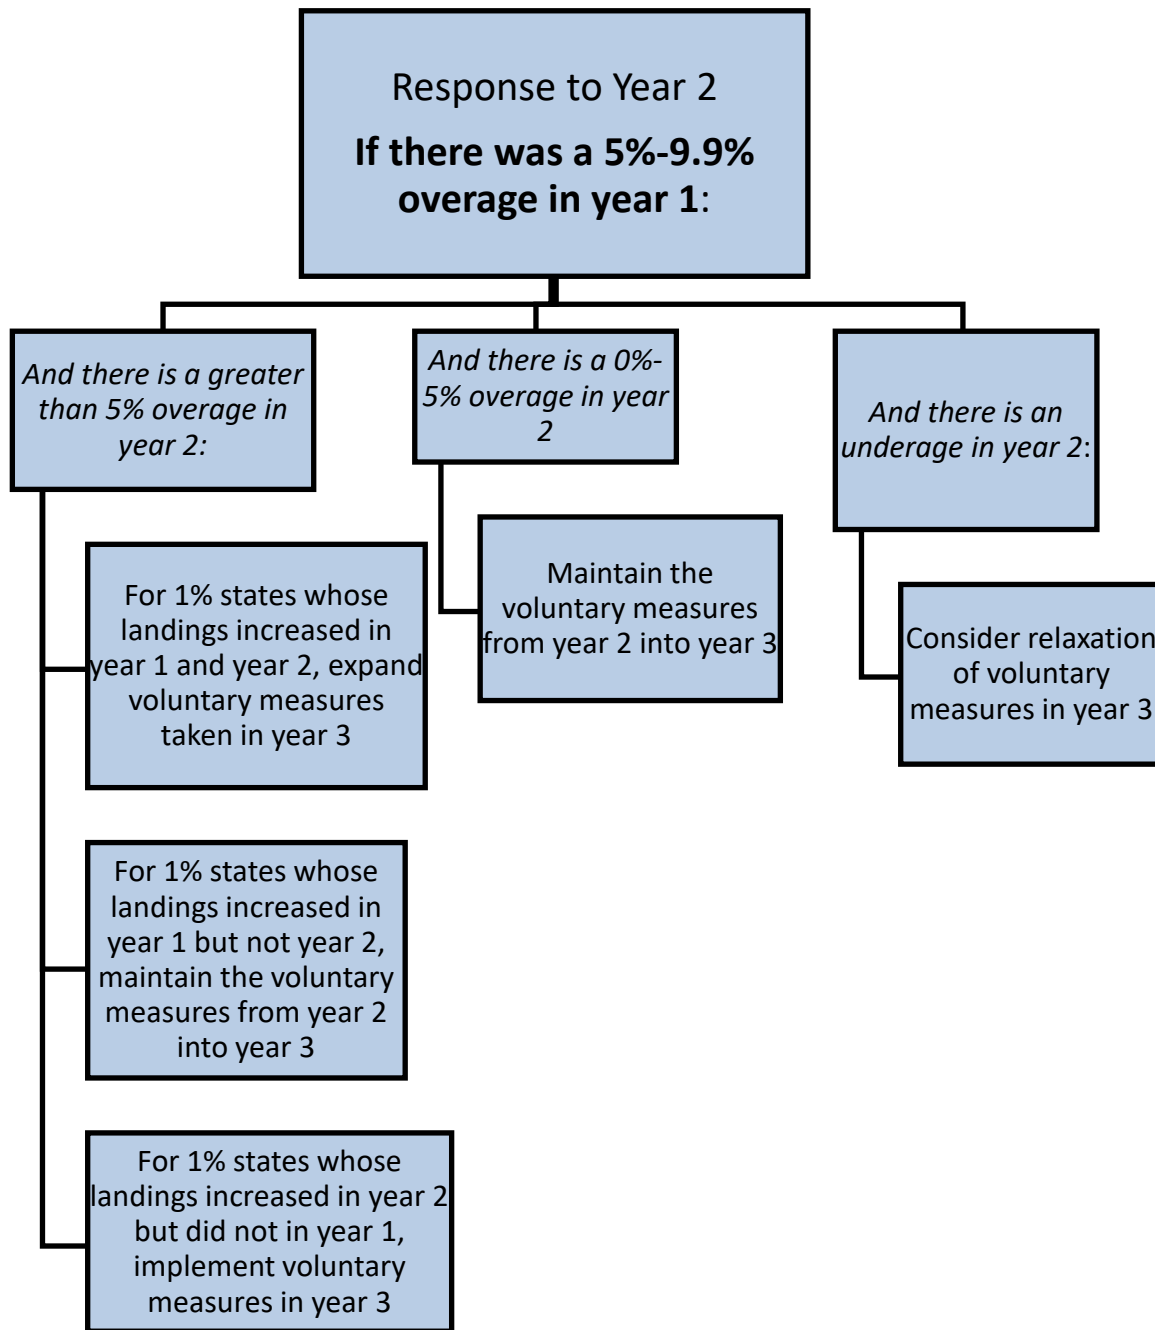 Response to Year 2
If there was a 5%-9.9%
overage in year 1:
And there is a greater
than 5% overage in
year 2:
For 1% states whose
landings increased in
year 1 and year 2, expand
voluntary measures
taken in year 3
For 1% states whose
landings increased in
year 1 but not year 2,
maintain the voluntary
measures from year 2
into year 3
For 1% states whose
landings increased in year 2
but did not in year 1,
implement voluntary
measures in year 3
And there is a 0%-
5% overage in year
2
Maintain the
voluntary measures
from year 2 into year 3
And there is an
underage in year 2:
Consider relaxation
of voluntary
measures in year 3